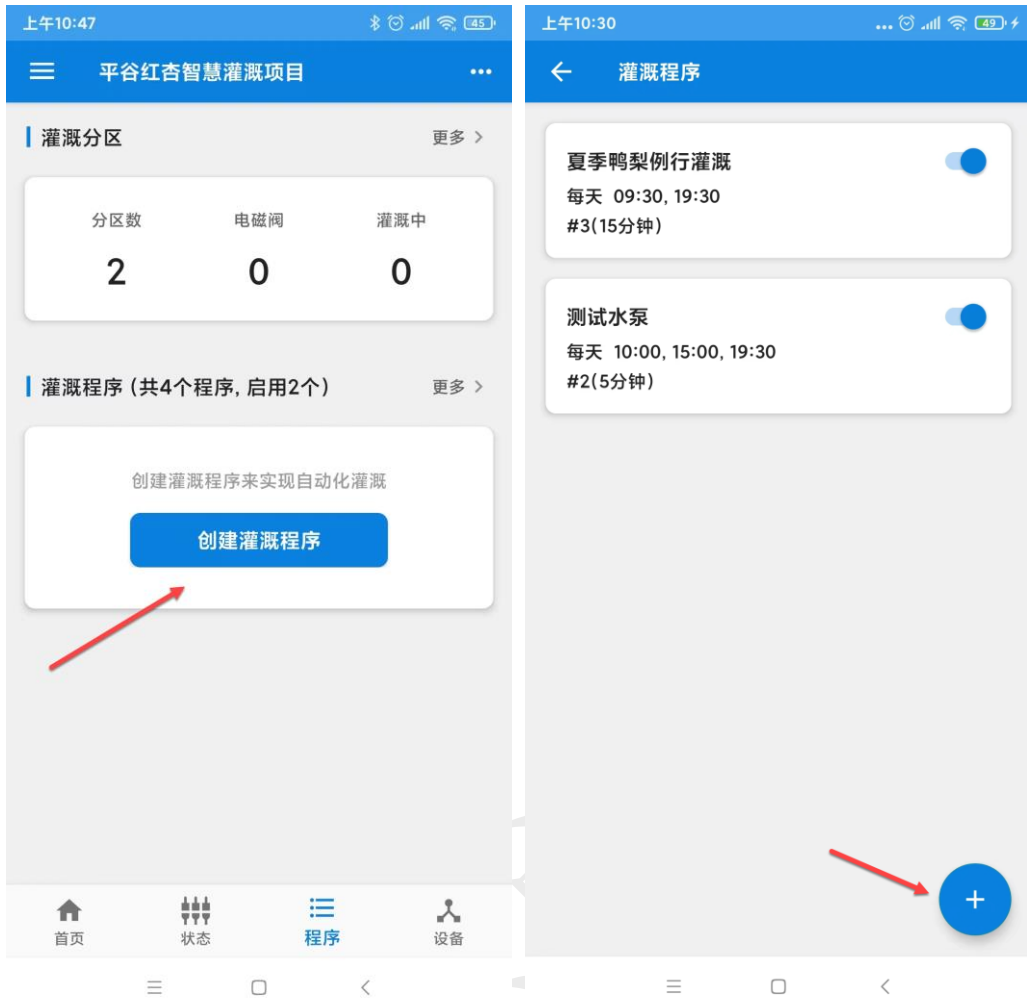 上午10:47
45
平谷红杏智慧灌溉项目
灌溉分区
更多
分区数
电磁阀
灌溉中
2
0
0
灌溉程序 (共4个程序, 启用2个)
更多
创建灌溉程序来实现自动化灌溉
创建灌溉程序
首页
状态
程序
设备
上午10:30
49
灌溉程序
夏季鸭梨例行灌溉
每天 09:30, 19:30
#3(15分钟)
测试水泵
每天 10:00, 15:00, 19:30
#2(5分钟)